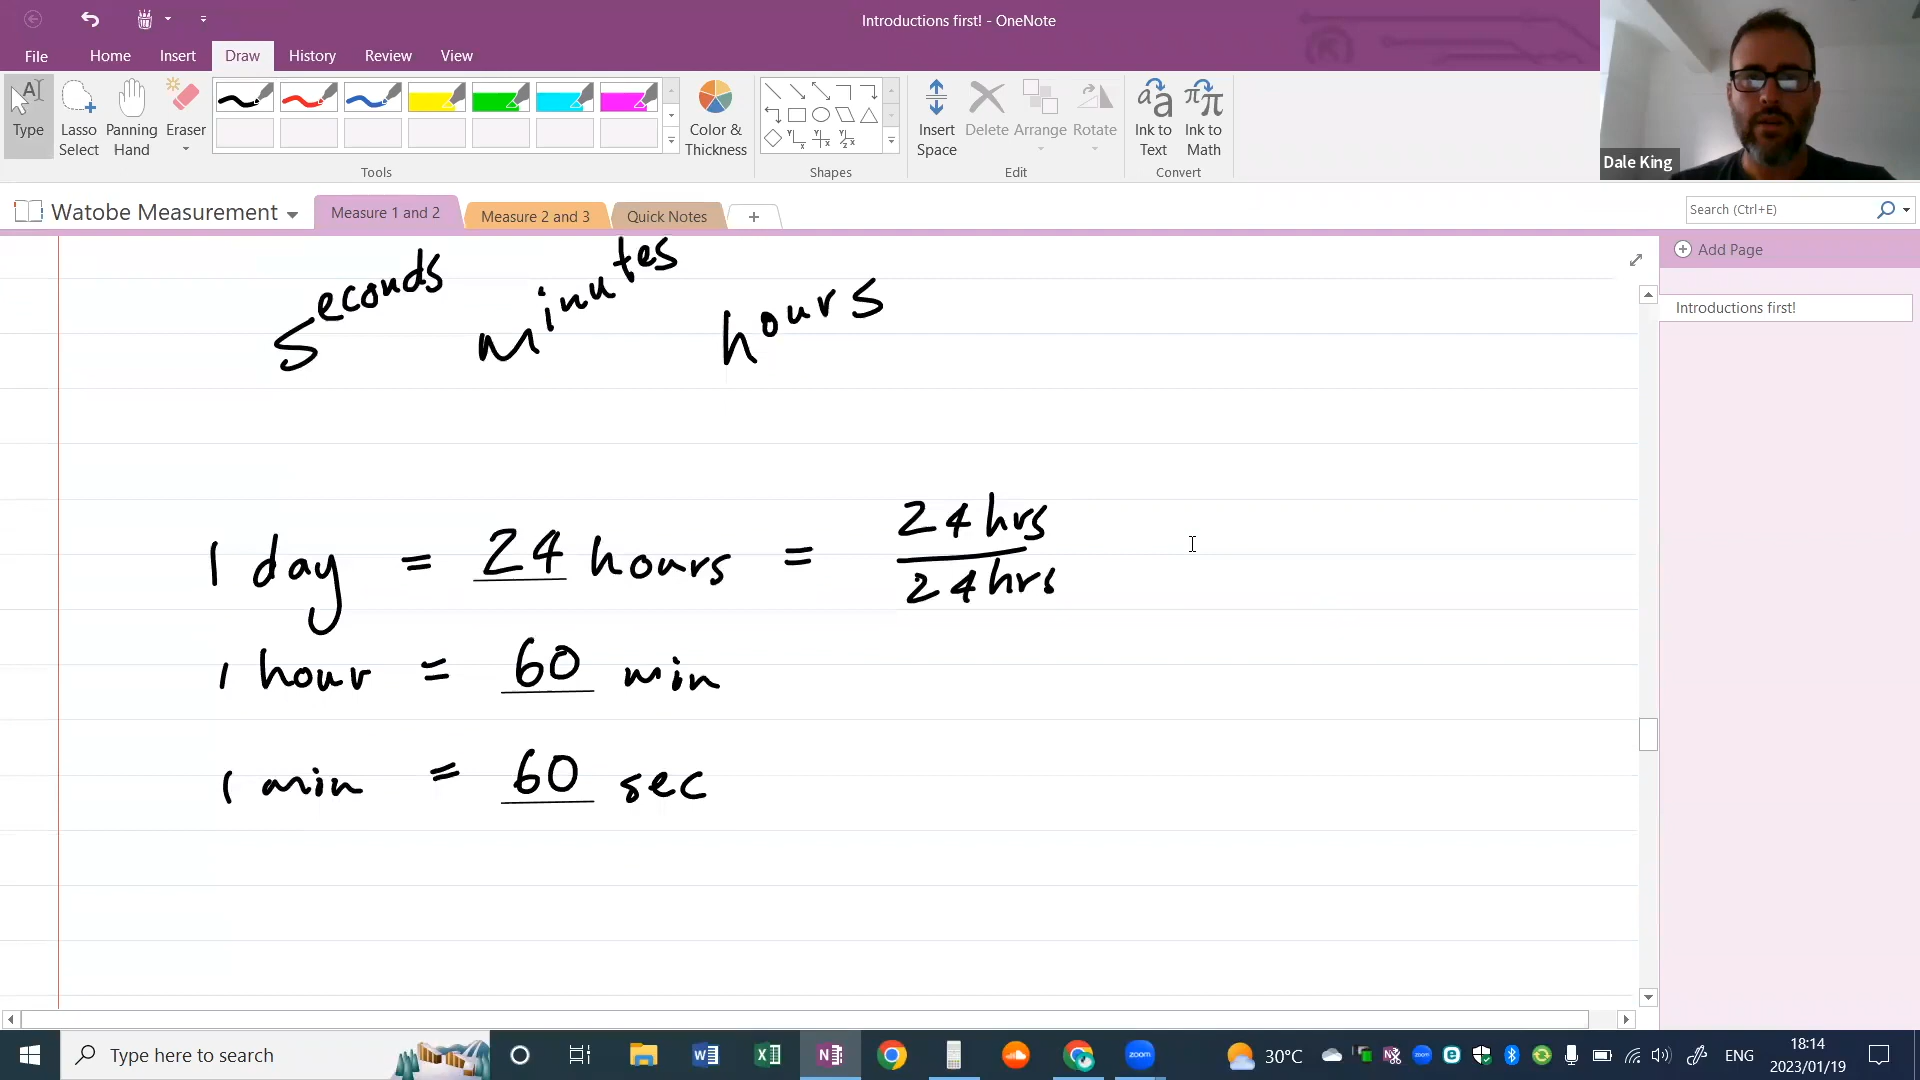 Introductions first! - OneNote
File Home Insert Draw History Review View
Type
Lasso Select
Panning Hand
Eraser
Color & Thickness
Insert Space
Delete
Arrange
Rotate
Ink to Text
Ink to Math
Tools
Shapes
Edit
Convert
Dale King
Watobe Measurement
Measure 1 and 2
Measure 2 and 3
Quick Notes
+
Search (Ctrl+E)
Add Page
Introductions first!
seconds minutes hours
1 day = 24 hours = 24 hrs
24 hrs
1 hour = 60 min
1 min = 60 sec
Type here to search
30°C
ENG
18:14
2023/01/19